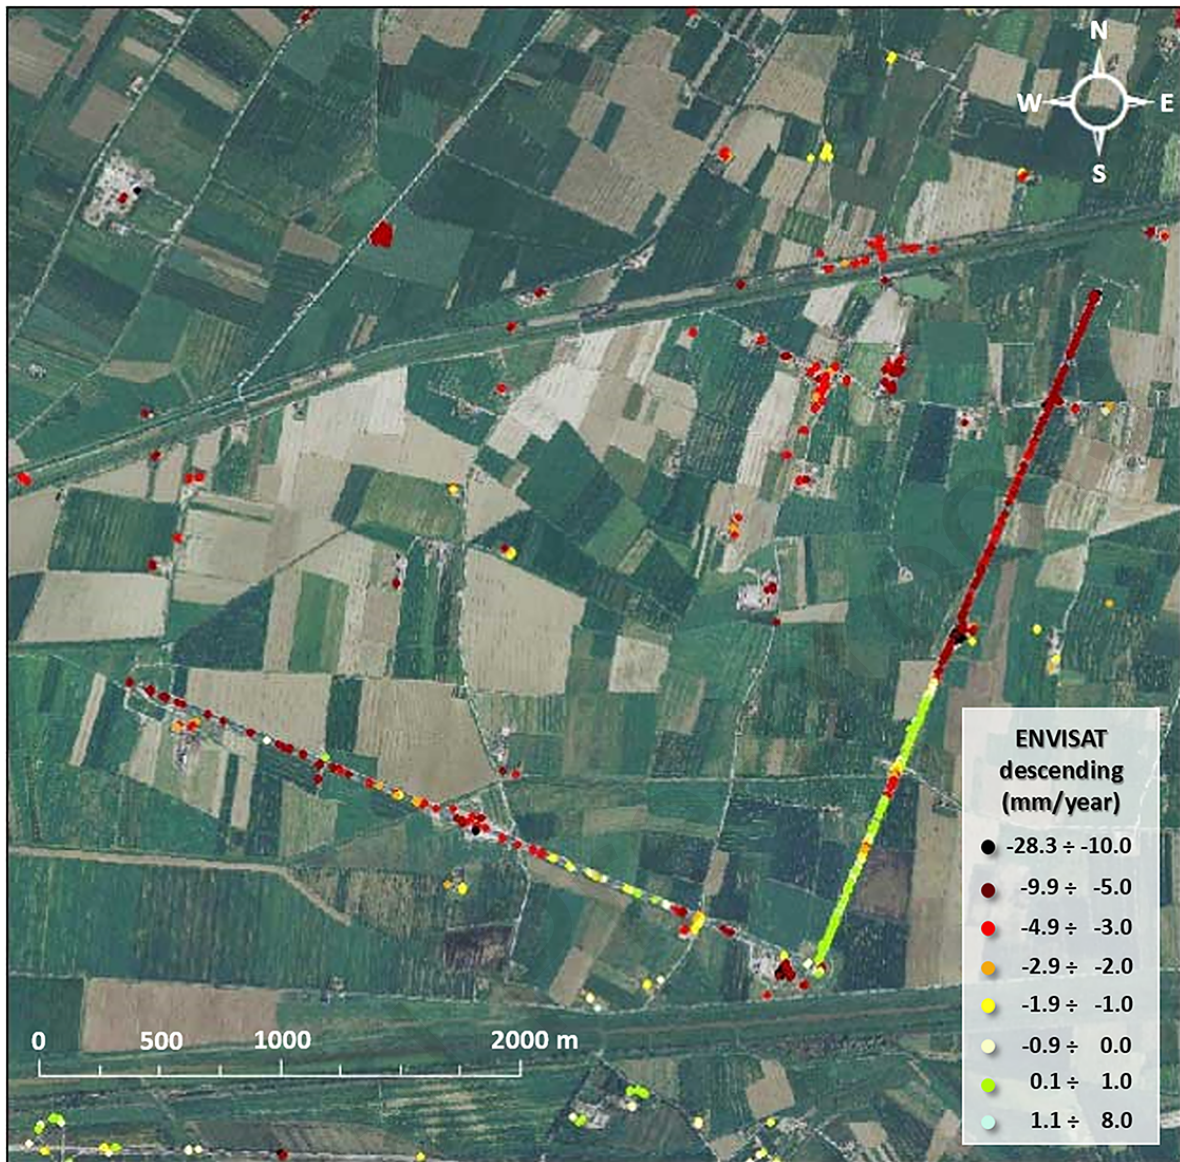 N
W E
S
ENVISAT
descending
(mm/year)
-28.3 ÷ -10.0
-9.9 ÷ -5.0
-4.9 ÷ -3.0
-2.9 ÷ -2.0
-1.9 ÷ -1.0
-0.9 ÷ 0.0
0.1 ÷ 1.0
1.1 ÷ 8.0
0 500 1000 2000 m